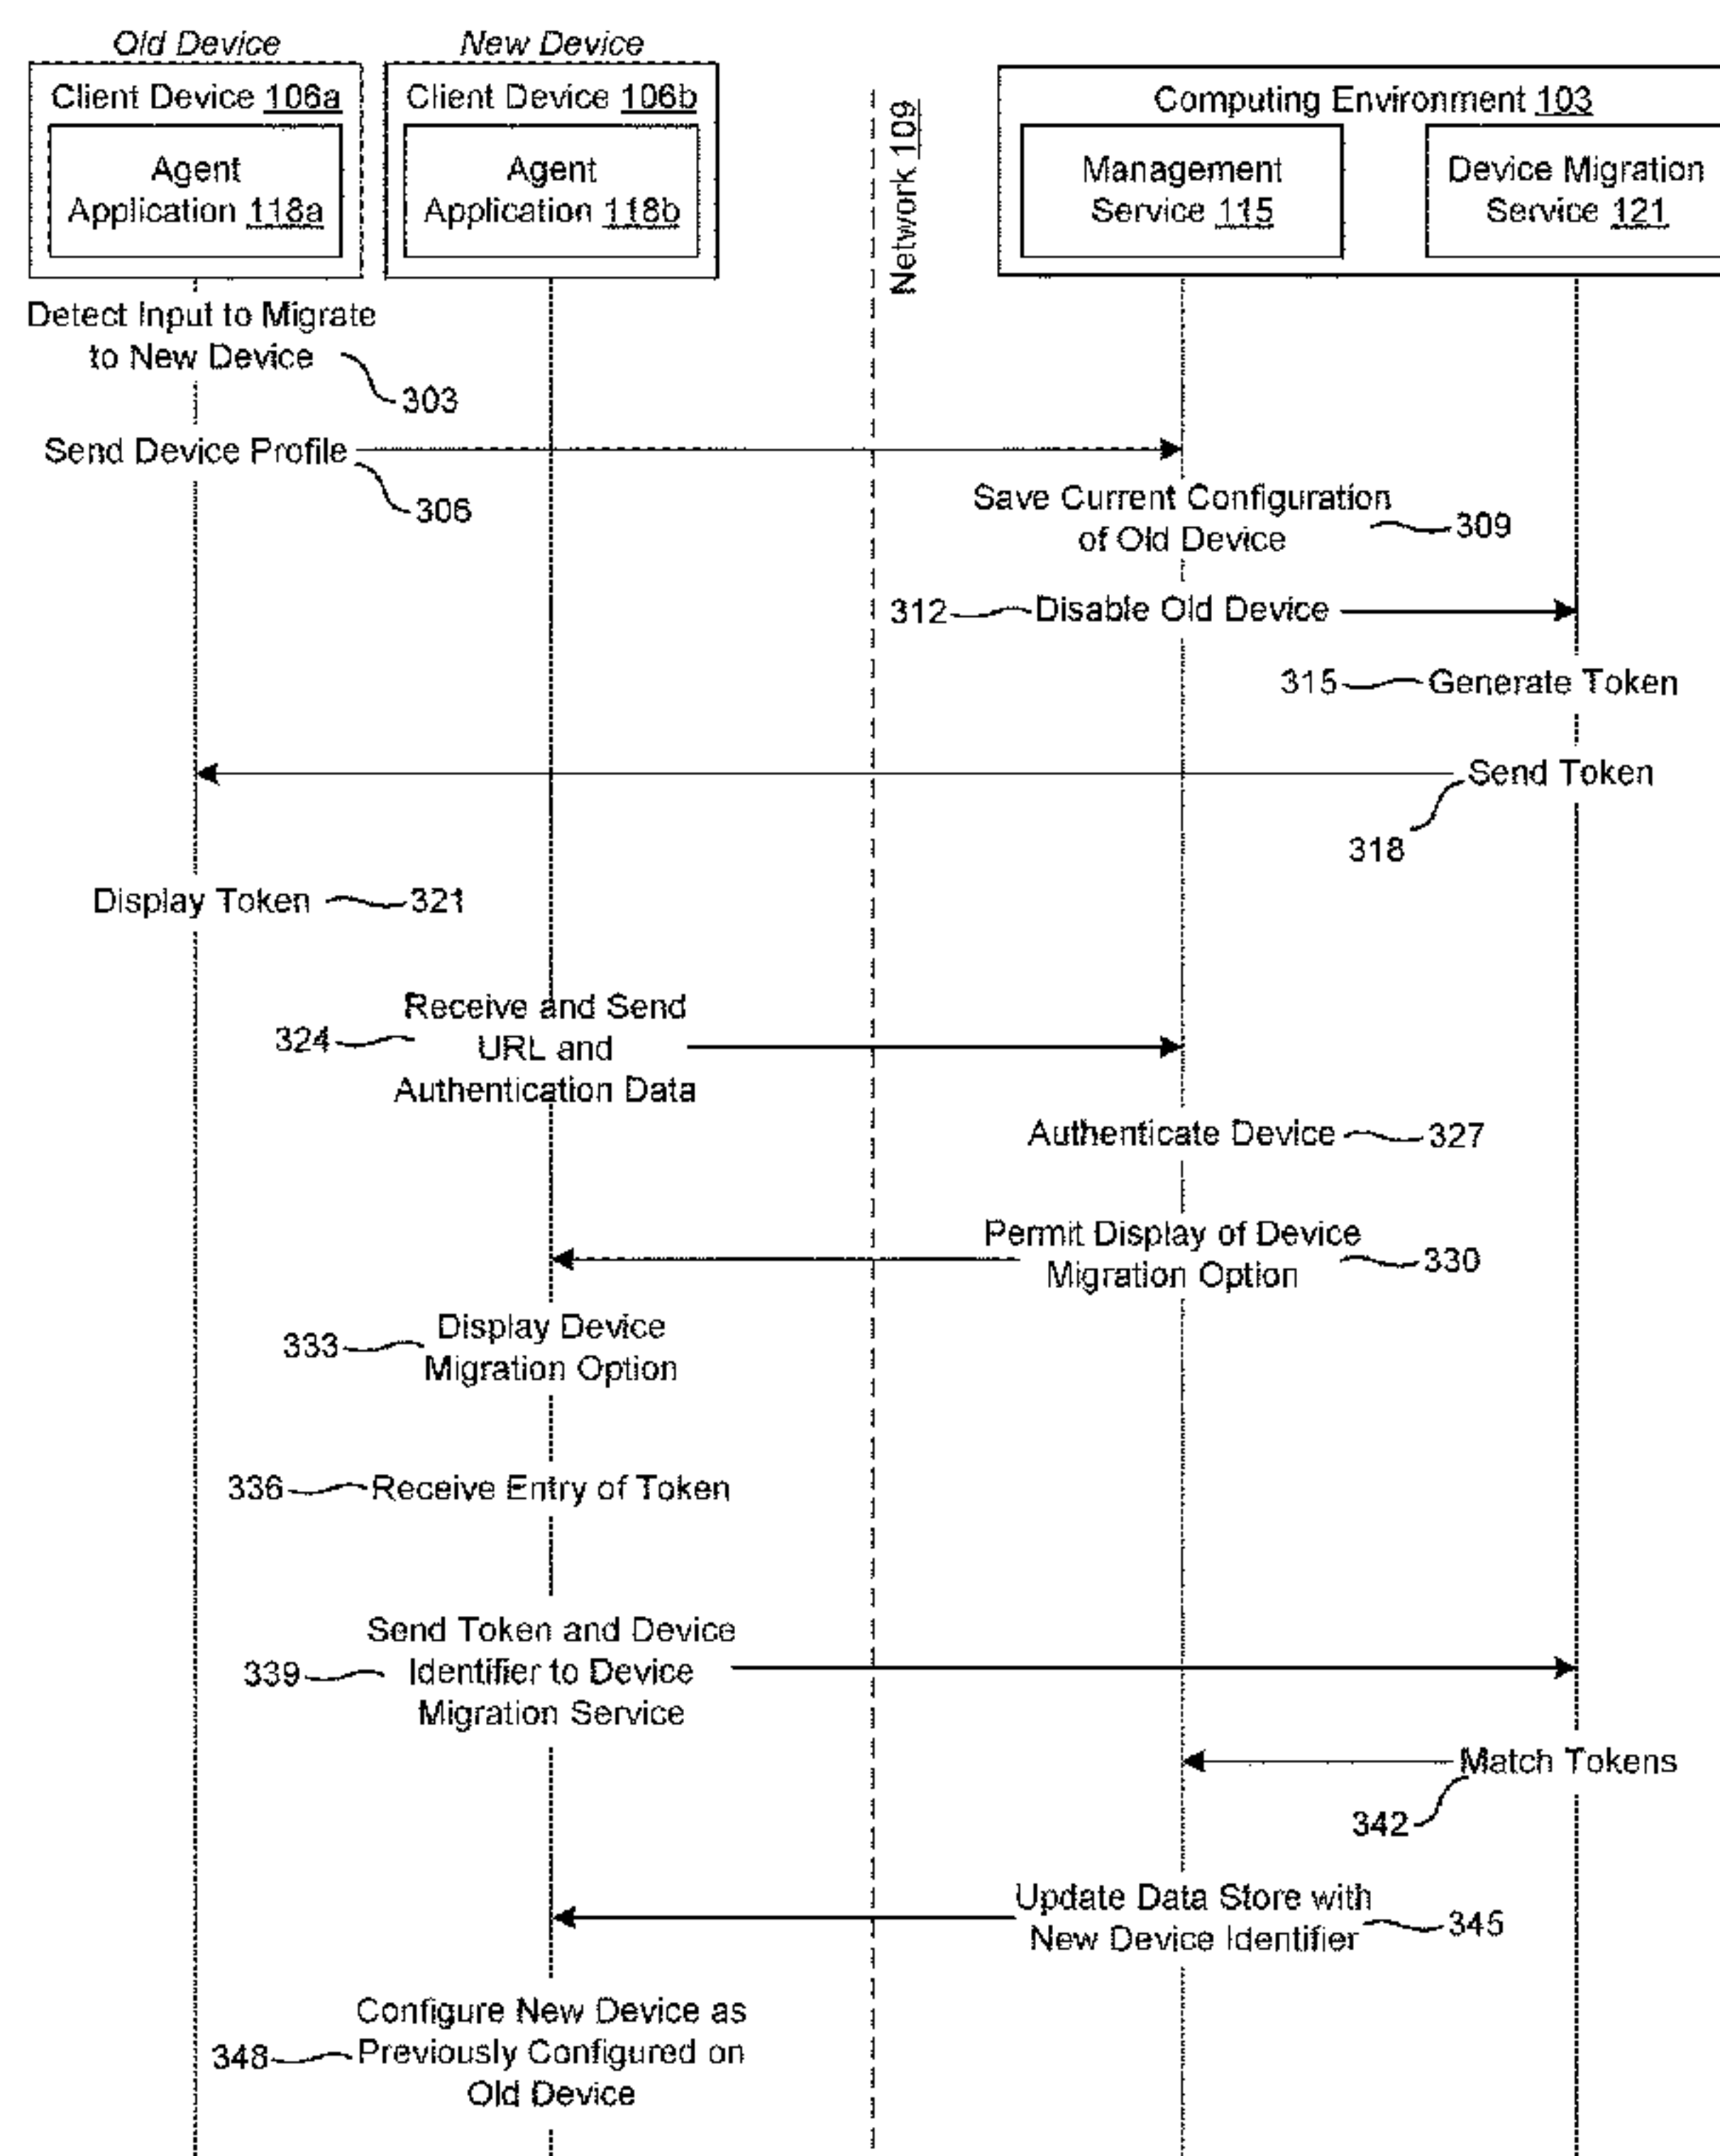 Old Device
New Device
Client Device 106a
Agent
Application 118a
Client Device 106b
Agent
Application 118b
Network 109
Computing Environment 103
Management
Service 115
Device Migration
Service 121
Detect Input to Migrate
to New Device
303
Send Device Profile
306
Save Current Configuration
of Old Device
309
312
Disable Old Device
315
Generate Token
Send Token
318
Display Token
321
Receive and Send
URL and
Authentication Data
324
Authenticate Device
327
Permit Display of Device
Migration Option
330
333
Display Device
Migration Option
336
Receive Entry of Token
Send Token and Device
Identifier to Device
Migration Service
339
Match Tokens
342
Update Data Store with
New Device Identifier
345
Configure New Device as
Previously Configured on
Old Device
348